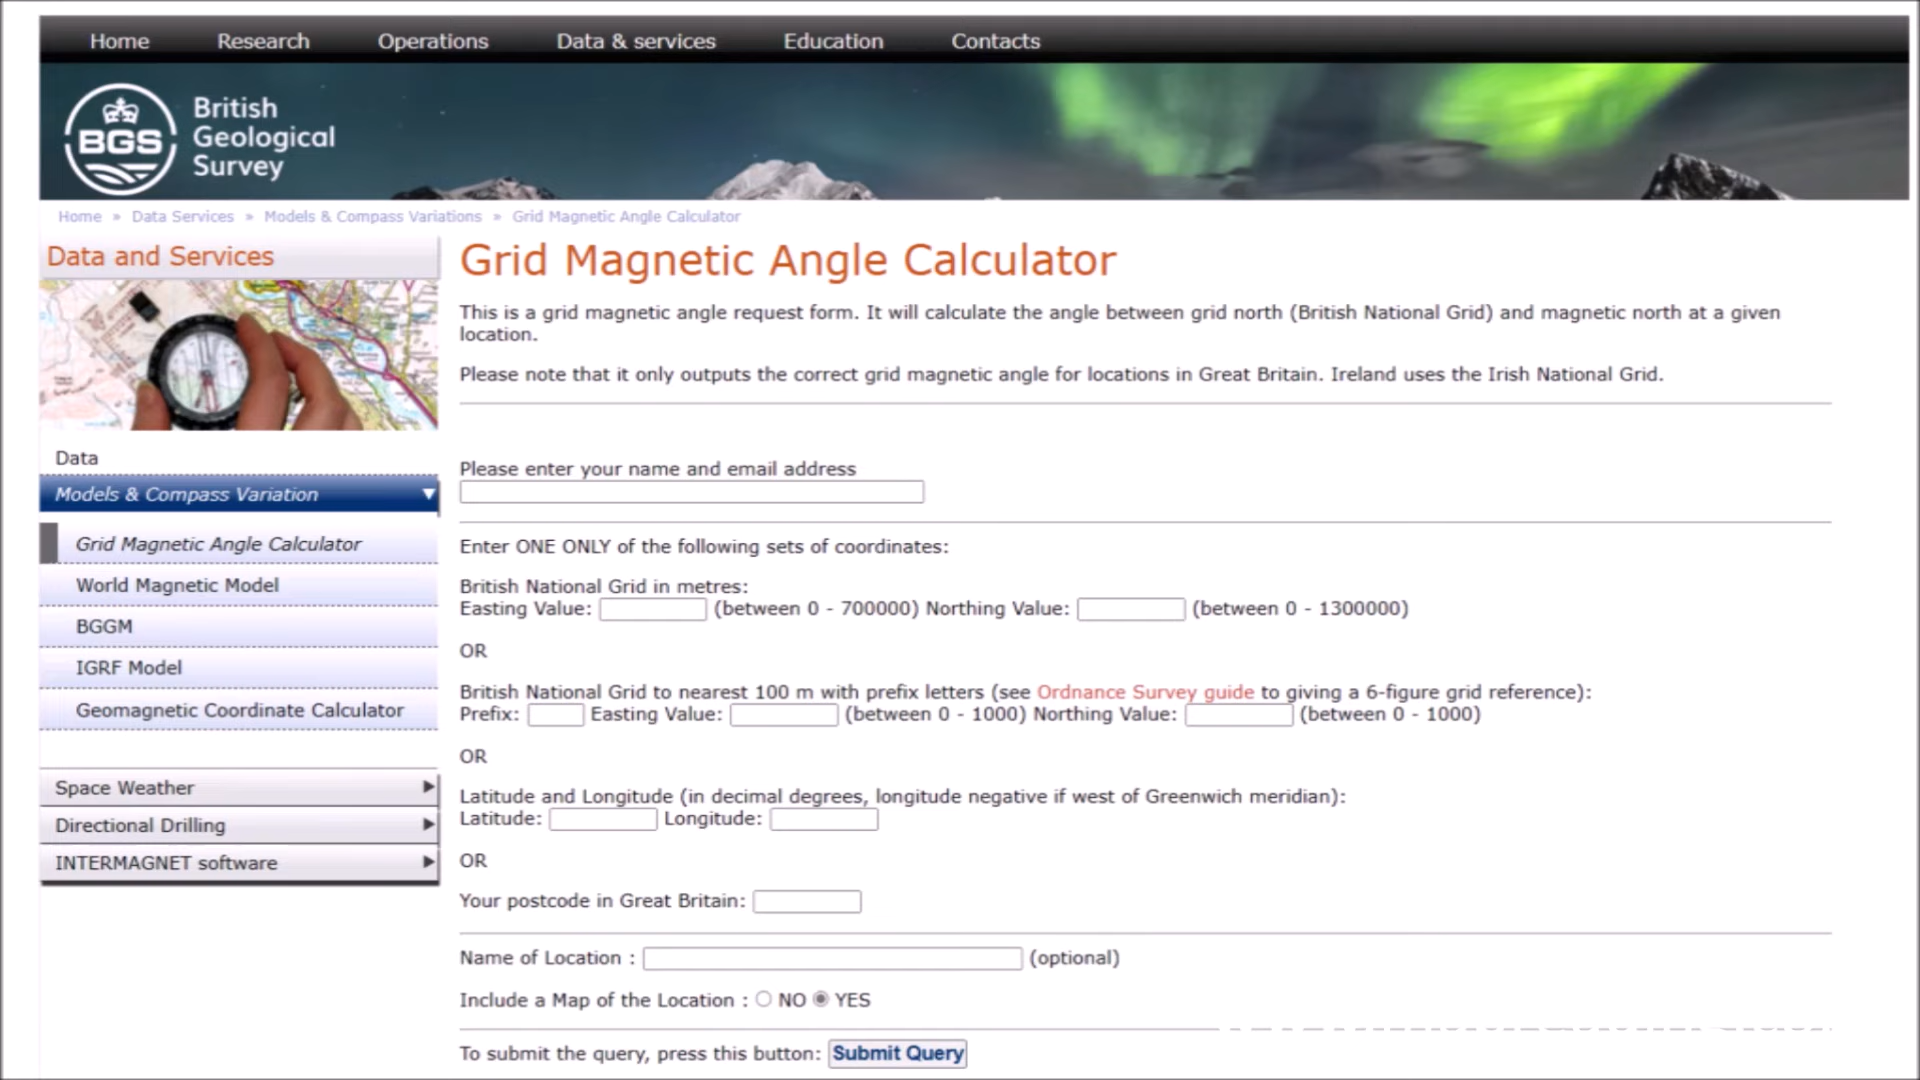 Home Research Operations Data & services Education Contacts
BGS
British
Geological
Survey
Home » Data Services » Models & Compass Variations » Grid Magnetic Angle Calculator
Data and Services
Data
Models & Compass Variation
Grid Magnetic Angle Calculator
World Magnetic Model
BGGM
IGRF Model
Geomagnetic Coordinate Calculator
Space Weather
Directional Drilling
INTERMAGNET software
Grid Magnetic Angle Calculator
This is a grid magnetic angle request form. It will calculate the angle between grid north (British National Grid) and magnetic north at a given
location.
Please note that it only outputs the correct grid magnetic angle for locations in Great Britain. Ireland uses the Irish National Grid.
Please enter your name and email address
Enter ONE ONLY of the following sets of coordinates:
British National Grid in metres:
Easting Value: (between 0 - 700000) Northing Value: (between 0 - 1300000)
OR
British National Grid to nearest 100 m with prefix letters (see Ordnance Survey guide to giving a 6-figure grid reference):
Prefix: Easting Value: (between 0 - 1000) Northing Value: (between 0 - 1000)
OR
Latitude and Longitude (in decimal degrees, longitude negative if west of Greenwich meridian):
Latitude: Longitude:
OR
Your postcode in Great Britain:
Name of Location : (optional)
Include a Map of the Location : NO YES
To submit the query, press this button: Submit Query